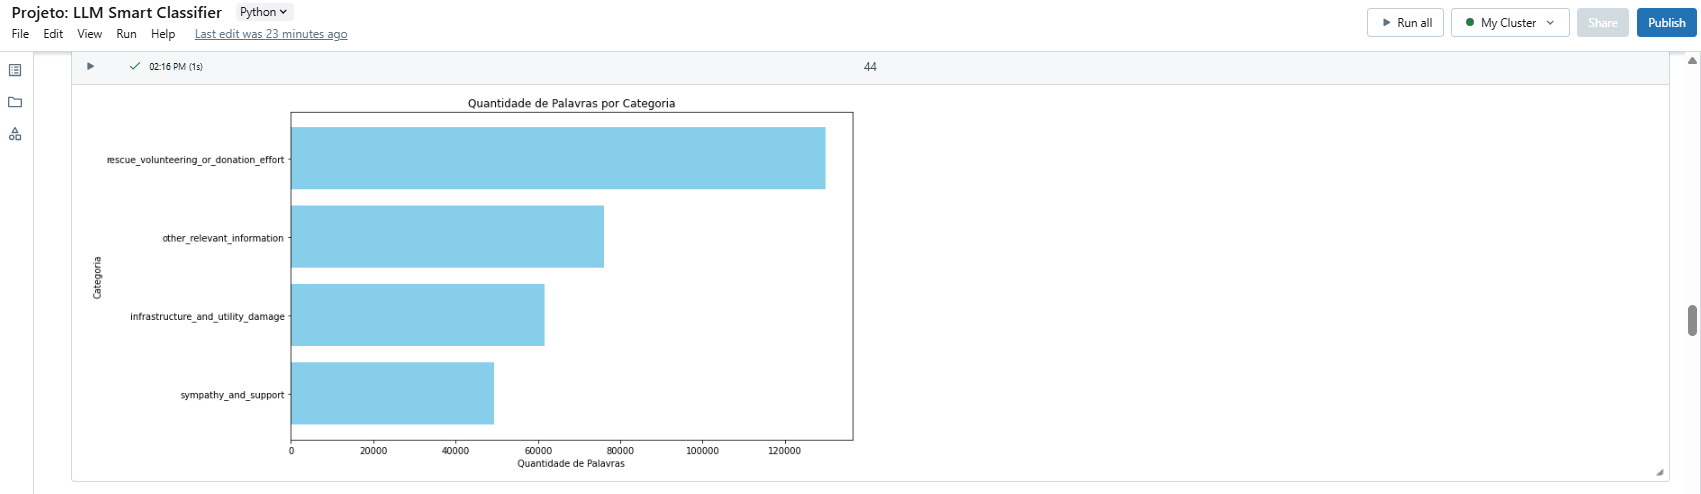 Projeto: LLM Smart Classifier Python
File Edit View Run Help Last edit was 23 minutes ago
Run all My Cluster Share Publish
02:16 PM (1s) 44
Quantidade de Palavras por Categoria
rescue_volunteering_or_donation_effort
other_relevant_information
infrastructure_and_utility_damage
sympathy_and_support
Categoria
0 20000 40000 60000 80000 100000 120000
Quantidade de Palavras